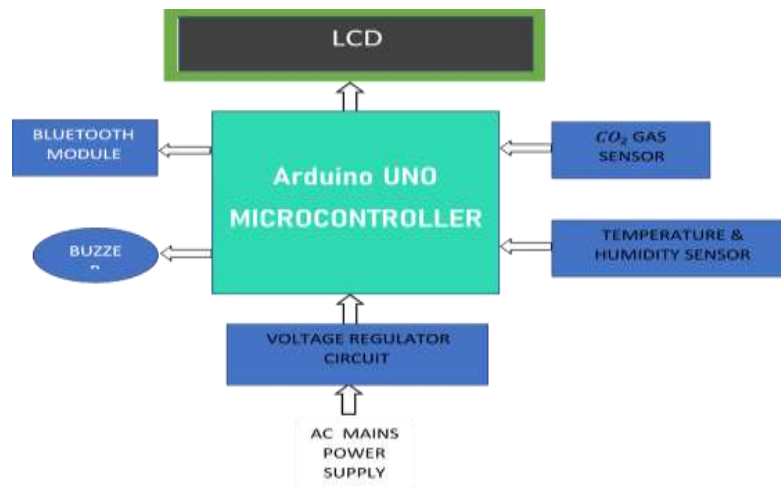 LCD
BLUETOOTH
MODULE
Arduino UNO
MICROCONTROLLER
CO₂ GAS
SENSOR
BUZZE
TEMPERATURE &
HUMIDITY SENSOR
VOLTAGE REGULATOR
CIRCUIT
AC MAINS
POWER
SUPPLY